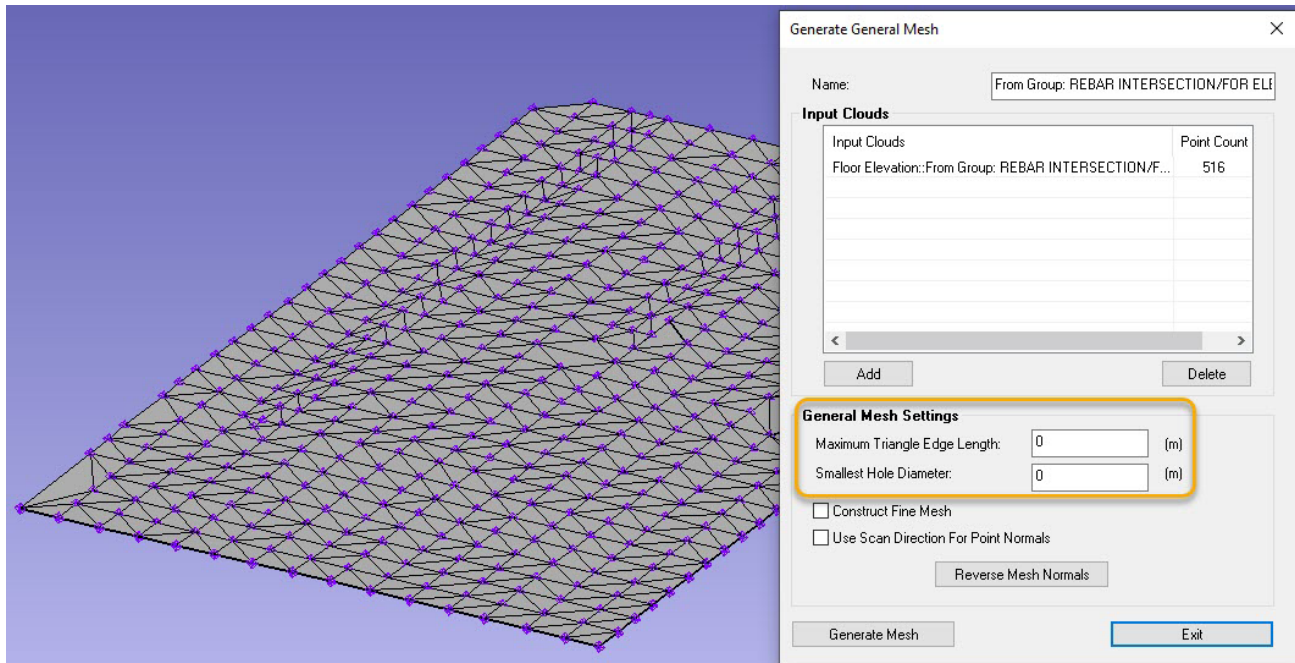 Generate General Mesh
Name: From Group: REBAR INTERSECTION/FOR ELE
Input Clouds
Input Clouds Point Count
Floor Elevation::From Group: REBAR INTERSECTION/F... 516
Add Delete
General Mesh Settings
Maximum Triangle Edge Length: 0 (m)
Smallest Hole Diameter: 0 (m)
Construct Fine Mesh
Use Scan Direction For Point Normals
Reverse Mesh Normals
Generate Mesh Exit